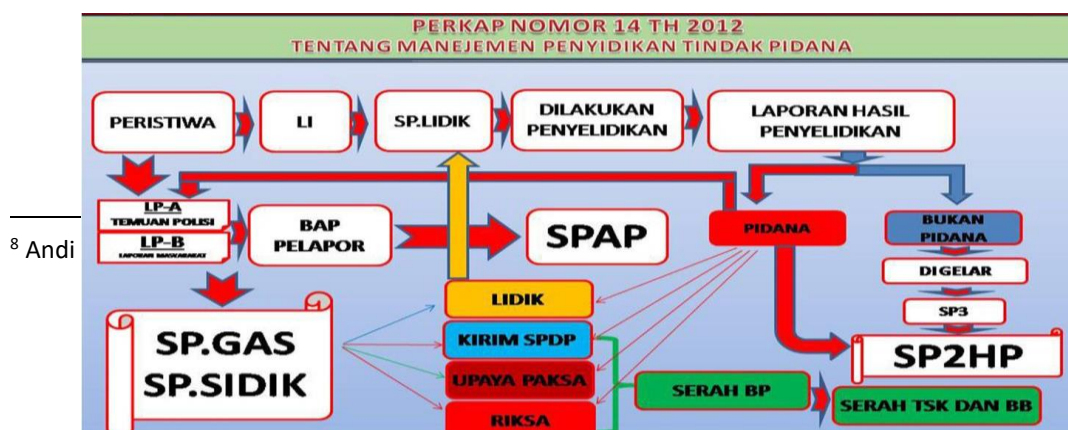 PERKAP NOMOR 14 TH 2012
TENTANG MANEJEMEN PENYIDIKAN TINDAK PIDANA
PERISTIWA
LI
SP.LIDIK
DILAKUKAN
PENYELIDIKAN
LAPORAN HASIL
PENYELIDIKAN
LP-A
TEMUAN POLISI
LP-B
LAPORAN MASYARAKAT
BAP
PELAPOR
SPAP
PIDANA
BUKAN
PIDANA
DIGELAR
SP3
SP2HP
8 Andi
SP.GAS
SP.SIDIK
LIDIK
KIRIM SPDP
UPAYA PAKSA
RIKSA
SERAH BP
SERAH TSK DAN BB